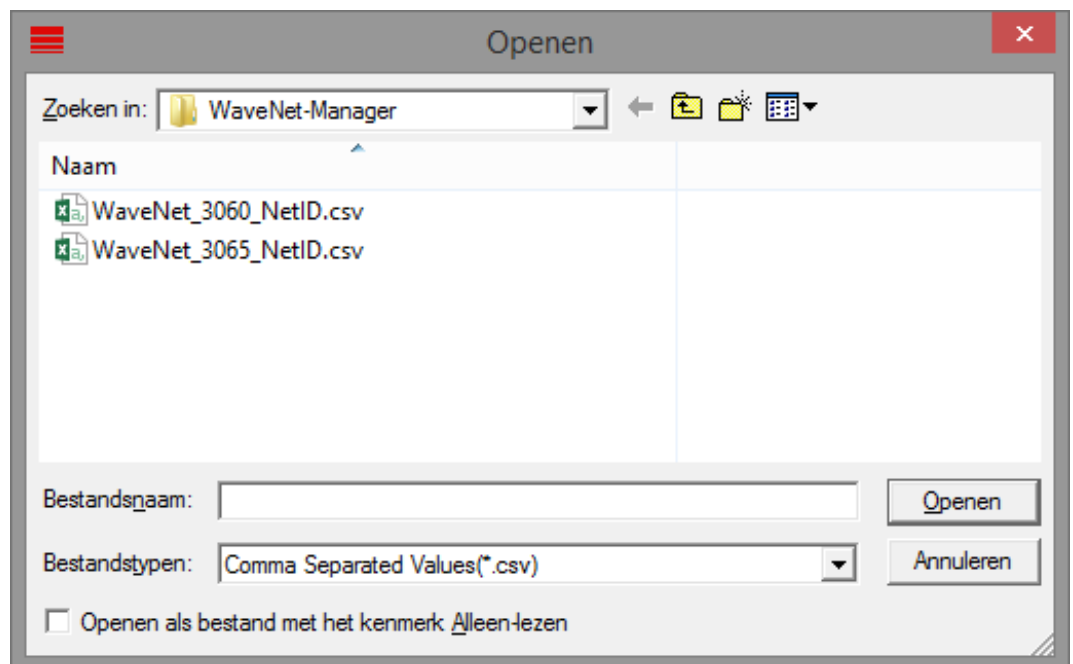 Openen
Zoeken in: WaveNet-Manager
Naam
WaveNet_3060_NetID.csv
WaveNet_3065_NetID.csv
Bestandsnaam: Openen
Bestandstypen: Comma Separated Values(*.csv) Annuleren
Openen als bestand met het kenmerk Alleen-lezen